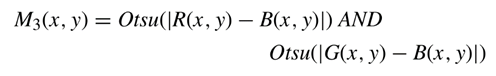 M₃(x, y) = Otsu(|R(x, y) − B(x, y)|) AND
Otsu(|G(x, y) − B(x, y)|)